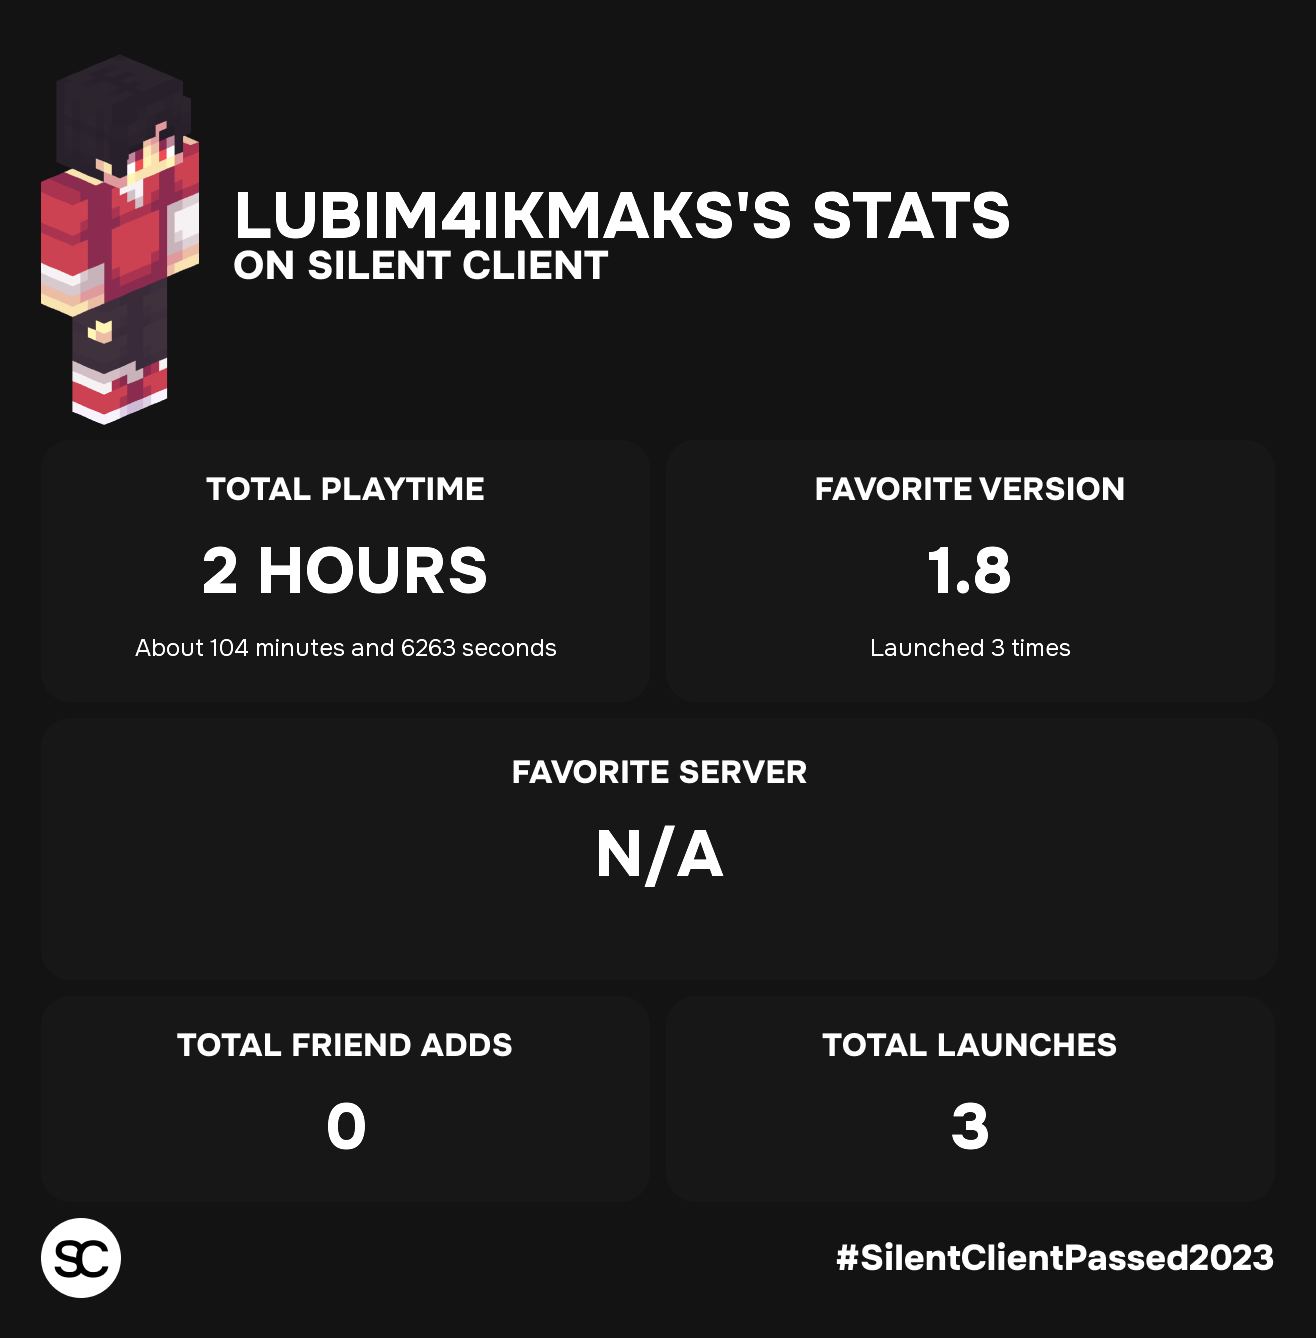 LUBIM4IKMAKS'S STATS
ON SILENT CLIENT
TOTAL PLAYTIME
2 HOURS
About 104 minutes and 6263 seconds
FAVORITE VERSION
1.8
Launched 3 times
FAVORITE SERVER
N/A
TOTAL FRIEND ADDS
0
TOTAL LAUNCHES
3
SC
#SilentClientPassed2023